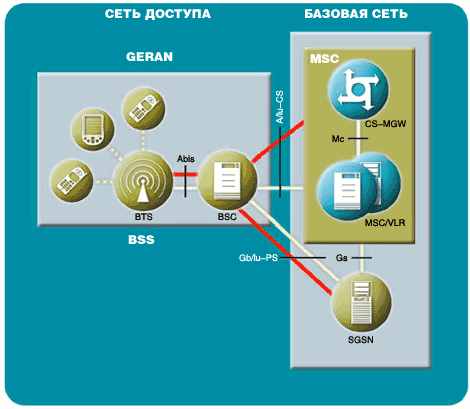 СЕТЬ ДОСТУПА
БАЗОВАЯ СЕТЬ
GERAN
MSC
A/Iu–CS
CS–MGW
Mc
Abis
BTS
BSC
MSC/VLR
BSS
Gb/Iu–PS
Gs
SGSN